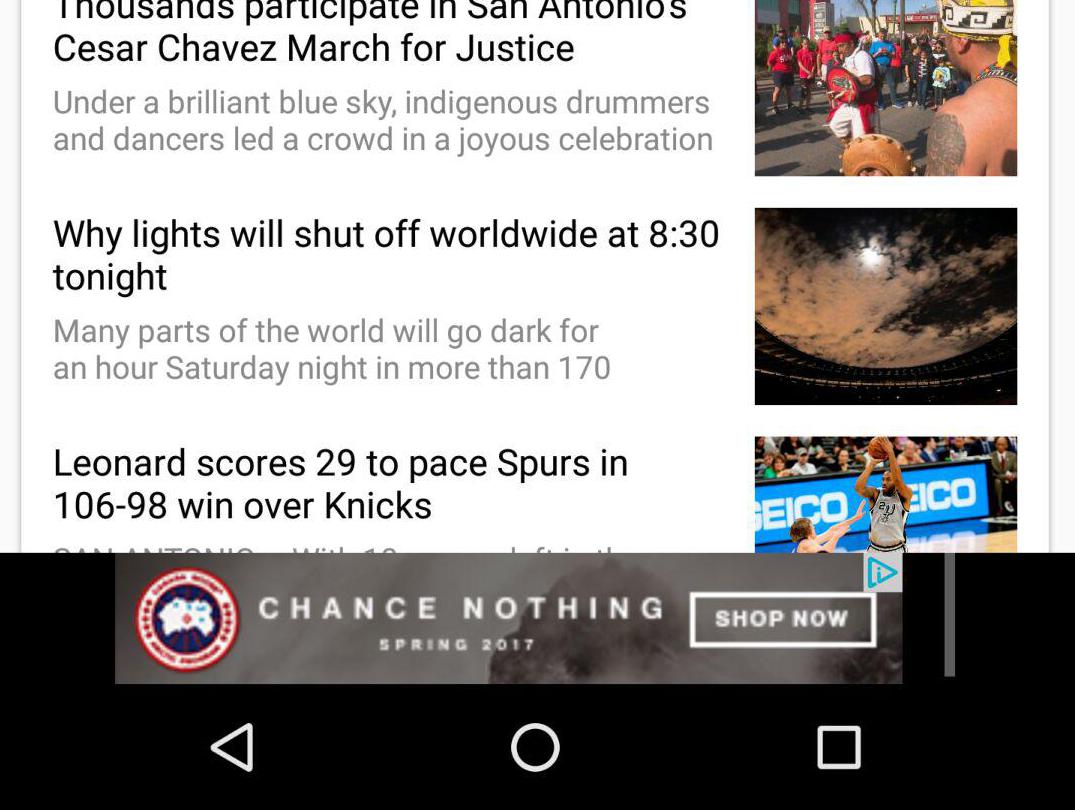 Thousands participate in San Antonio's
Cesar Chavez March for Justice
Under a brilliant blue sky, indigenous drummers
and dancers led a crowd in a joyous celebration
Why lights will shut off worldwide at 8:30
tonight
Many parts of the world will go dark for
an hour Saturday night in more than 170
Leonard scores 29 to pace Spurs in
106-98 win over Knicks
GEICO
EICO
SAN ANTONIO
CHANCE NOTHING
SHOP NOW
SPRING 2017